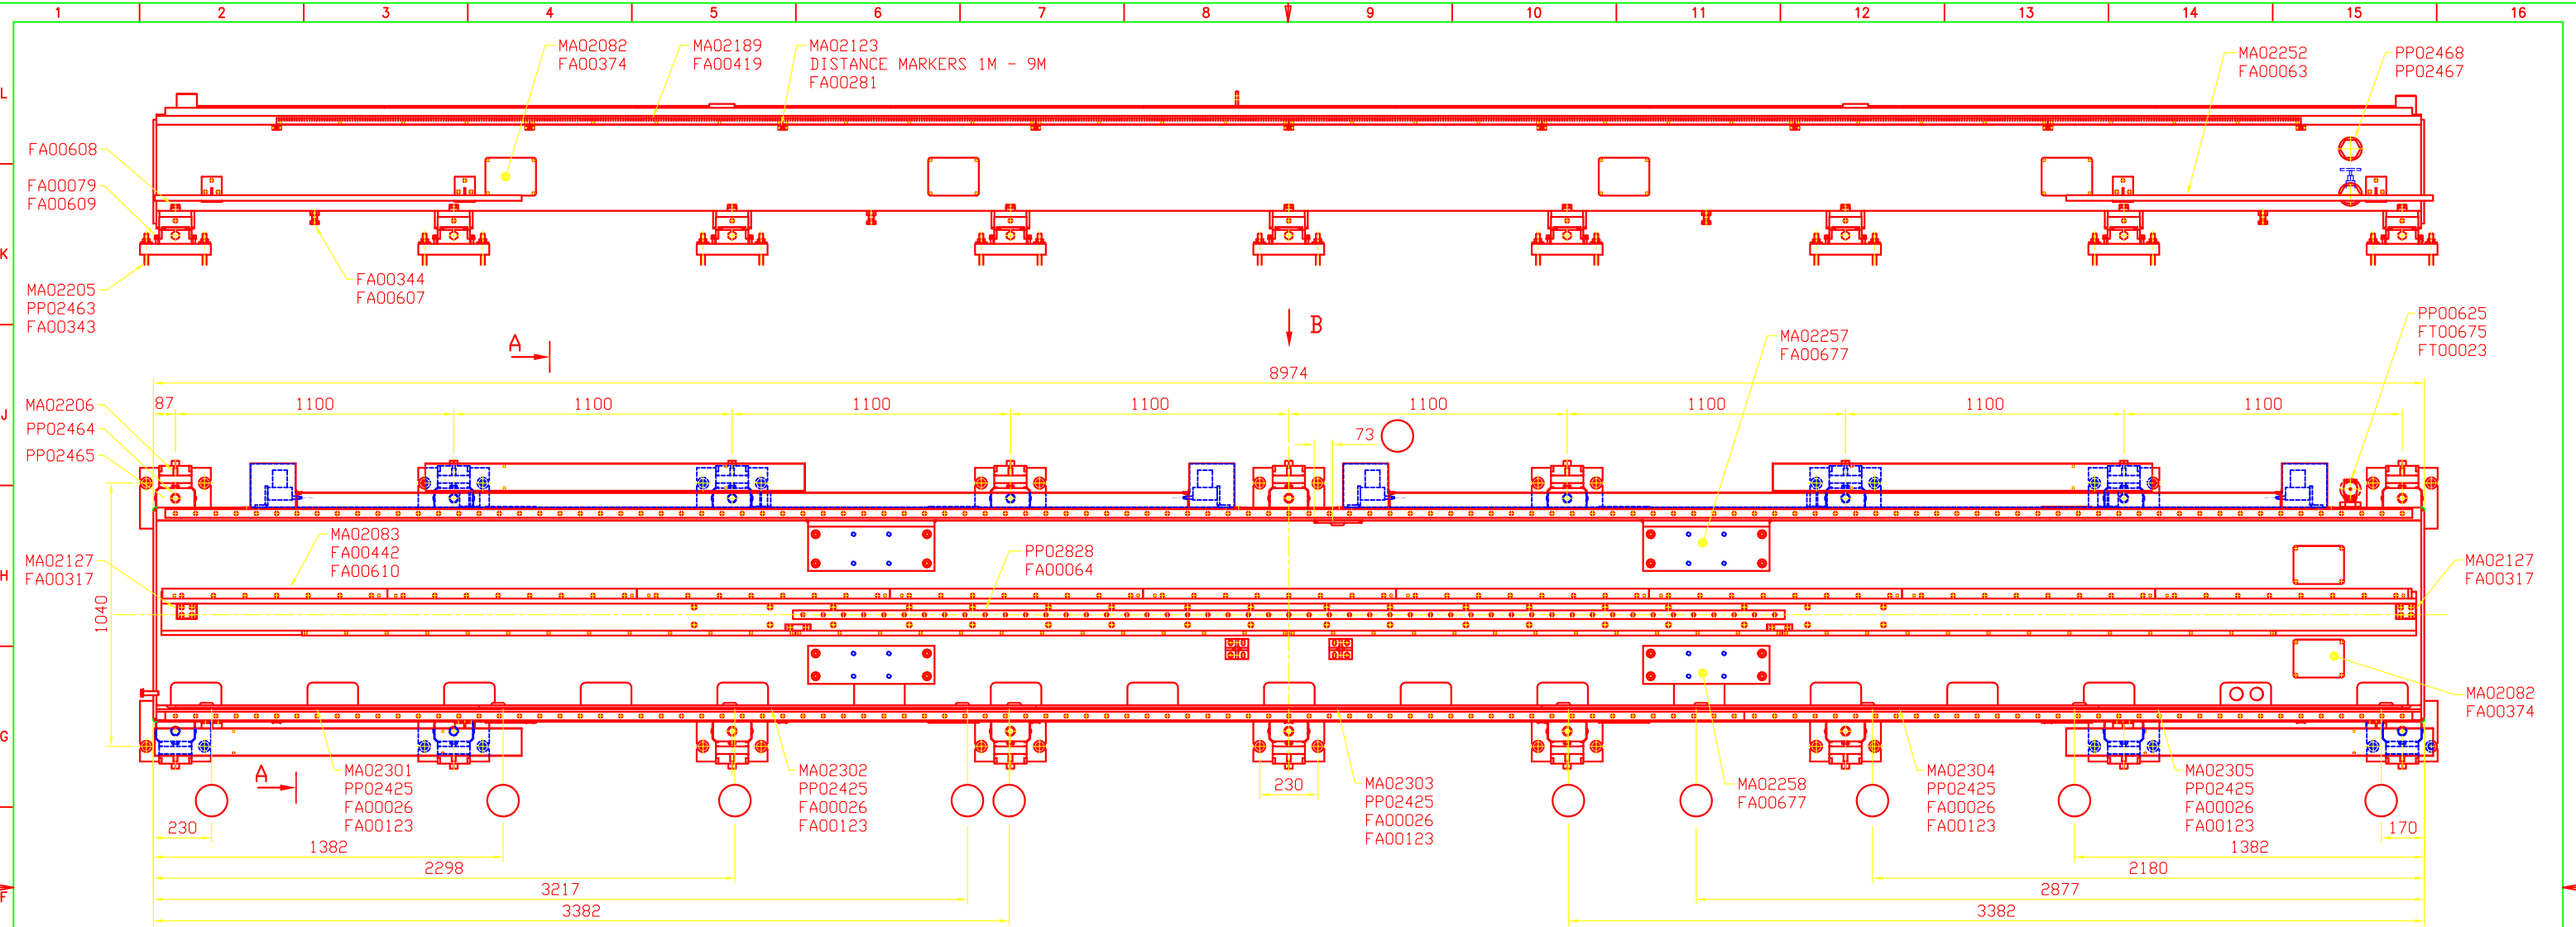 1 2 3 4 5 6 7 8 9 10 11 12 13 14 15 16
L
MA02082
FA00374
MA02189
FA00419
MA02123
DISTANCE MARKERS 1M - 9M
FA00281
MA02252
FA00063
PP02468
PP02467
FA00608
FA00079
FA00609
K
MA02205
PP02463
FA00343
FA00344
FA00607
A
B
MA02257
FA00677
PP00625
FT00675
FT00023
8974
J
MA02206
PP02464
PP02465
87 1100 1100 1100 1100 1100 1100 1100 1100
73
H
MA02083
FA00442
FA00610
PP02828
FA00064
MA02127
FA00317
MA02127
FA00317
1040
MA02082
FA00374
G
A
MA02301
PP02425
FA00026
FA00123
MA02302
PP02425
FA00026
FA00123
230
MA02303
PP02425
FA00026
FA00123
MA02258
FA00677
MA02304
PP02425
FA00026
FA00123
MA02305
PP02425
FA00026
FA00123
230
170
1382
1382
2298
2180
F
3217
2877
3382
3382